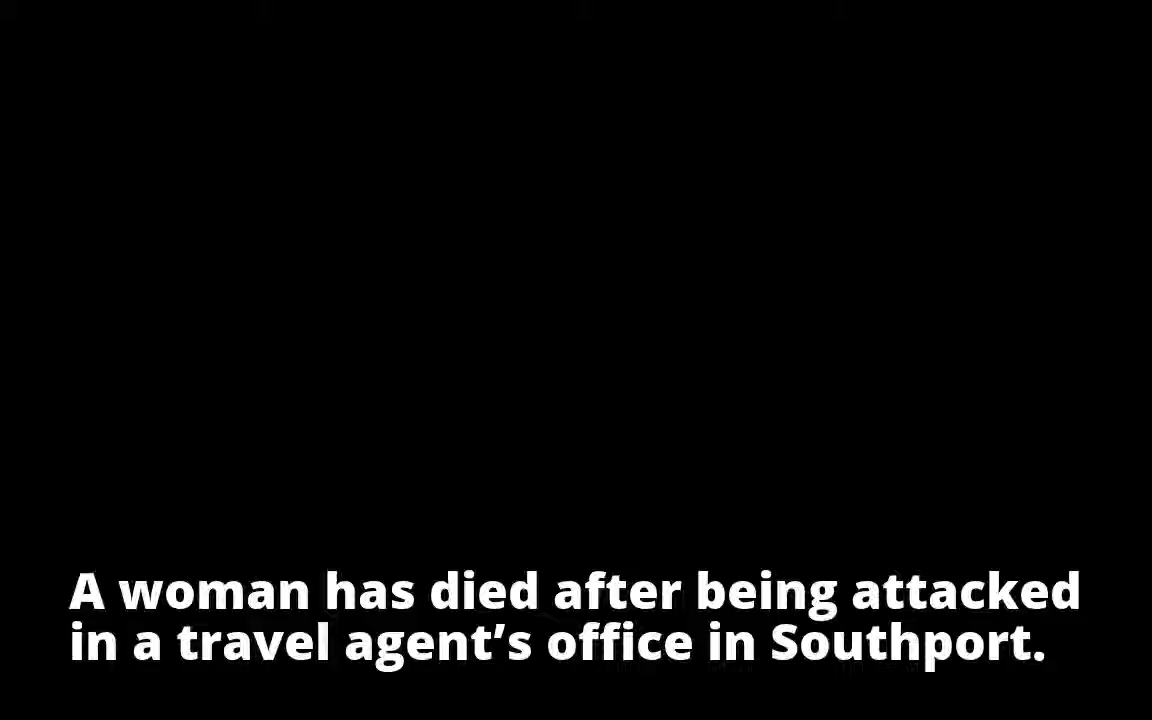 A woman has died after being attacked
in a travel agent’s office in Southport.